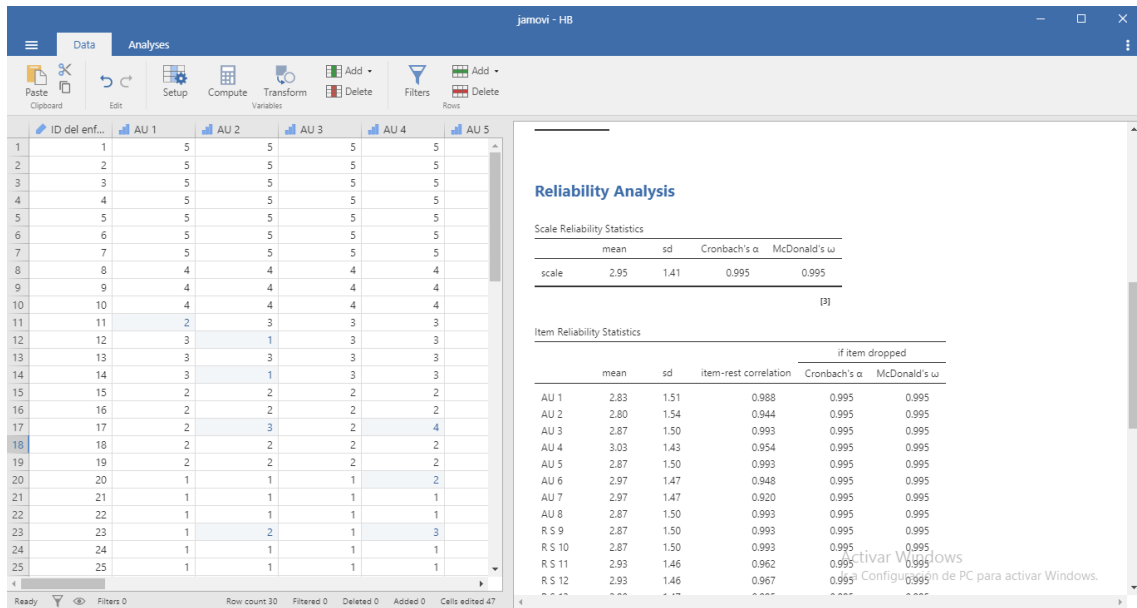 jamovi - HB
Data Analyses
Paste Setup Compute Transform Add Delete Filters Add Delete
Clipboard Edit Variables Rows
ID del enf... AU 1 AU 2 AU 3 AU 4 AU 5
1 1 5 5 5 5
2 2 5 5 5 5
3 3 5 5 5 5
4 4 5 5 5 5
5 5 5 5 5 5
6 6 5 5 5 5
7 7 5 5 5 5
8 8 4 4 4 4
9 9 4 4 4 4
10 10 4 4 4 4
11 11 2 3 3 3
12 12 3 1 3 3
13 13 3 3 3 3
14 14 3 1 3 3
15 15 2 2 2 2
16 16 2 2 2 2
17 17 2 3 2 4
18 18 2 2 2 2
19 19 2 2 2 2
20 20 1 1 1 2
21 21 1 1 1 1
22 22 1 1 1 1
23 23 1 2 1 3
24 24 1 1 1 1
25 25 1 1 1 1
Ready Filters 0 Row count 30 Filtered 0 Deleted 0 Added 0 Cells edited 47
Reliability Analysis
Scale Reliability Statistics
mean sd Cronbach's α McDonald's ω
scale 2.95 1.41 0.995 0.995
[3]
Item Reliability Statistics
if item dropped
mean sd item-rest correlation Cronbach's α McDonald's ω
AU 1 2.83 1.51 0.988 0.995 0.995
AU 2 2.80 1.54 0.944 0.995 0.995
AU 3 2.87 1.50 0.993 0.995 0.995
AU 4 3.03 1.43 0.954 0.995 0.995
AU 5 2.87 1.50 0.993 0.995 0.995
AU 6 2.97 1.47 0.948 0.995 0.995
AU 7 2.97 1.47 0.920 0.995 0.995
AU 8 2.87 1.50 0.993 0.995 0.995
R S 9 2.87 1.50 0.993 0.995 0.995
R S 10 2.87 1.50 0.993 0.995 0.995
R S 11 2.93 1.46 0.962 0.995 0.995
R S 12 2.93 1.46 0.967 0.995 0.995
Activar Windows
Ir a Configuración de PC para activar Windows.